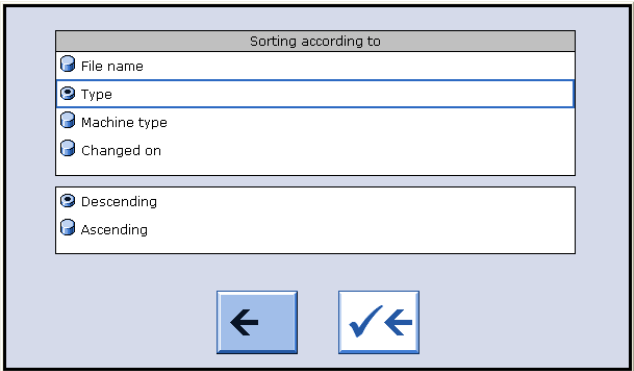 Sorting according to
File name
Type
Machine type
Changed on
Descending
Ascending